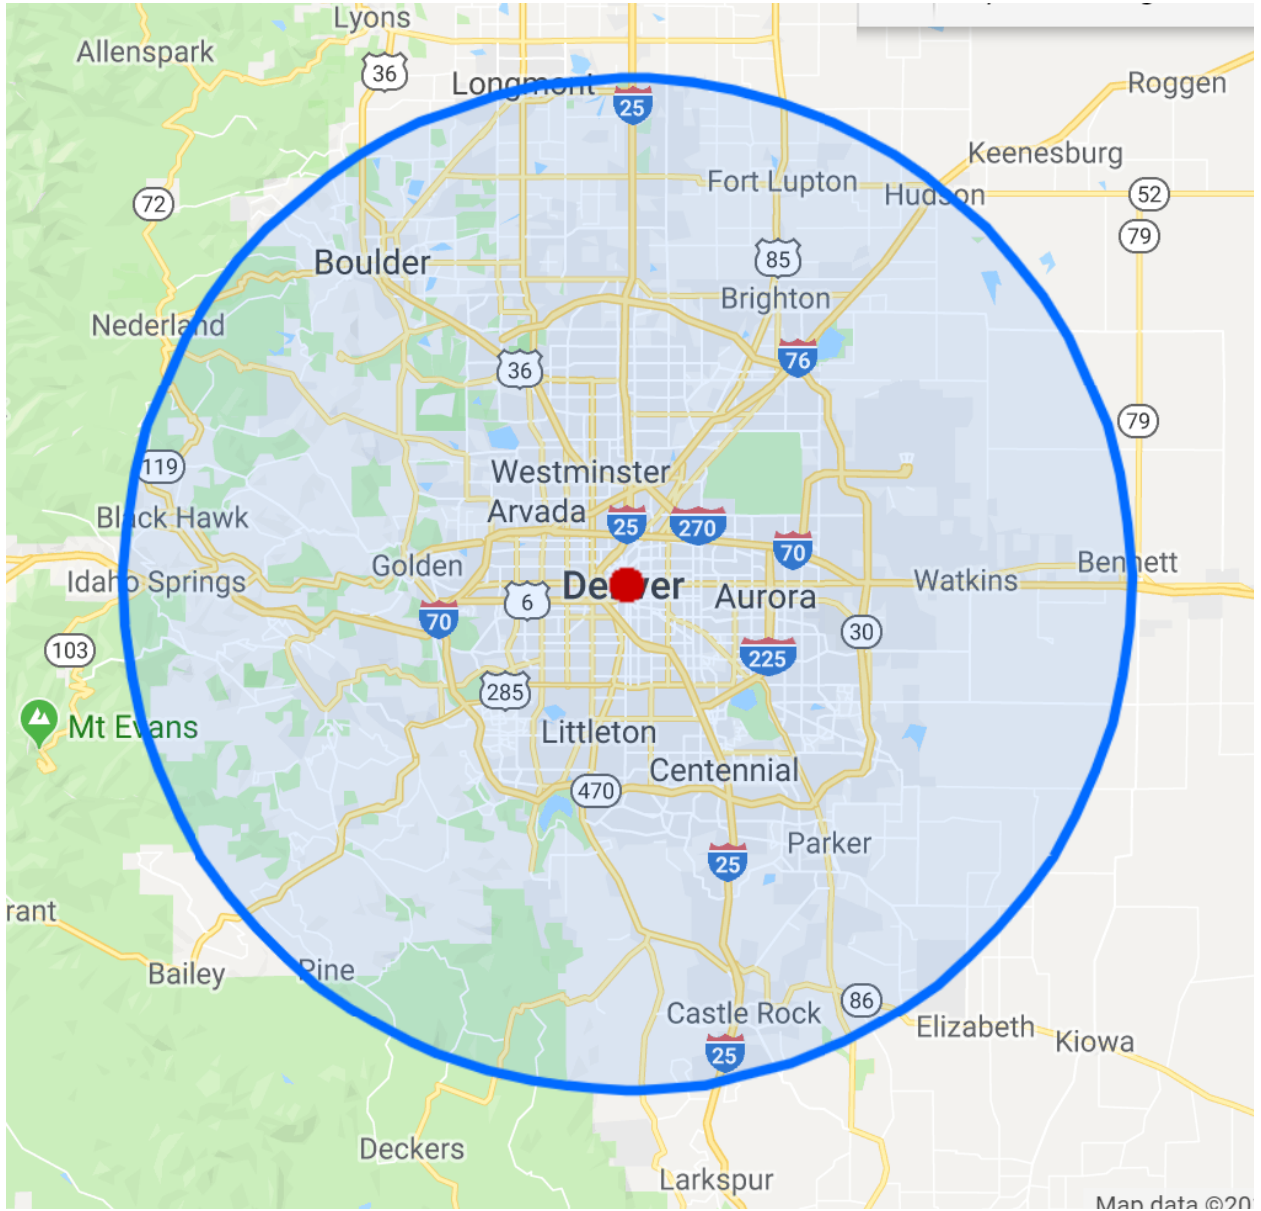 Lyons
Allenspark
36
Longmont
Roggen
25
Keenesburg
Fort Lupton
Hudson
52
72
79
Boulder
85
Brighton
Nederland
36
76
79
119
Westminster
Arvada
Black Hawk
25
270
70
Golden
Bennett
Idaho Springs
Denver
Watkins
6
Aurora
70
30
103
225
285
Mt Evans
Littleton
Centennial
470
Parker
25
rant
Bailey
Pine
86
Castle Rock
Elizabeth
Kiowa
25
Deckers
Larkspur
Map data ©20